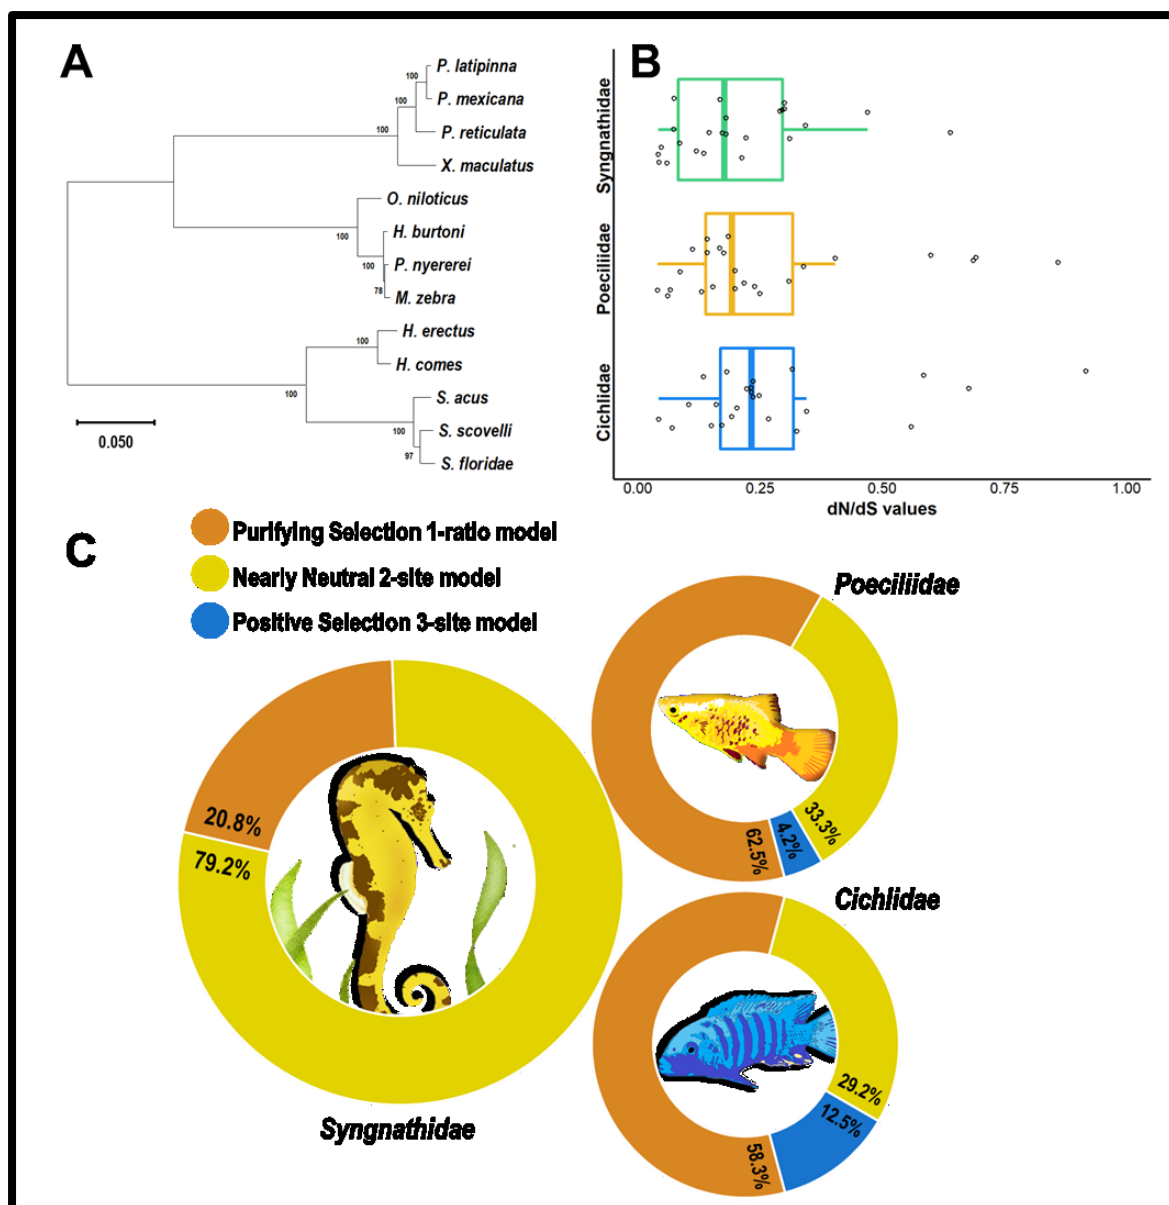 A
P. latipinna
P. mexicana
P. reticulata
X. maculatus
O. niloticus
H. burtoni
P. nyererei
M. zebra
H. erectus
H. comes
S. acus
S. scovelli
S. floridae
100
100
100
100
100
78
100
100
100
97
0.050
B
Syngnathidae
Poeciliidae
Cichlidae
0.00 0.25 0.50 0.75 1.00
dN/dS values
C
Purifying Selection 1-ratio model
Nearly Neutral 2-site model
Positive Selection 3-site model
20.8%
79.2%
Syngnathidae
Poeciliidae
62.5%
4.2%
33.3%
Cichlidae
29.2%
12.5%
58.3%